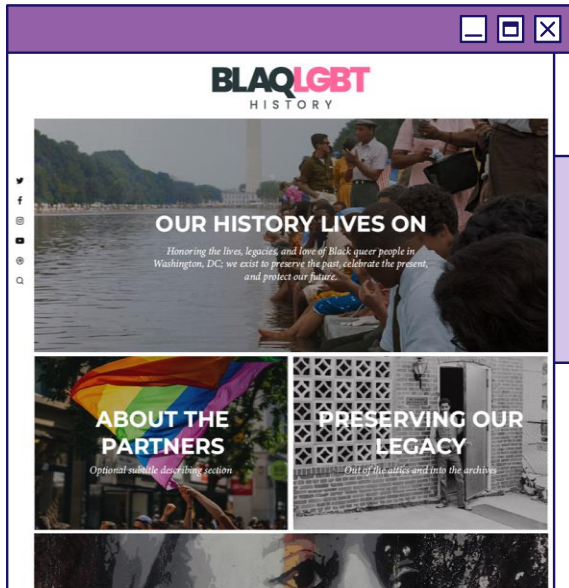 BLAQLGBT
HISTORY
OUR HISTORY LIVES ON
Honoring the lives, legacies, and love of Black queer people in
Washington, DC; we exist to preserve the past, celebrate the present,
and protect our future.
ABOUT THE
PARTNERS
Optional subtitle describing section
PRESERVING OUR
LEGACY
Out of the attics and into the archives